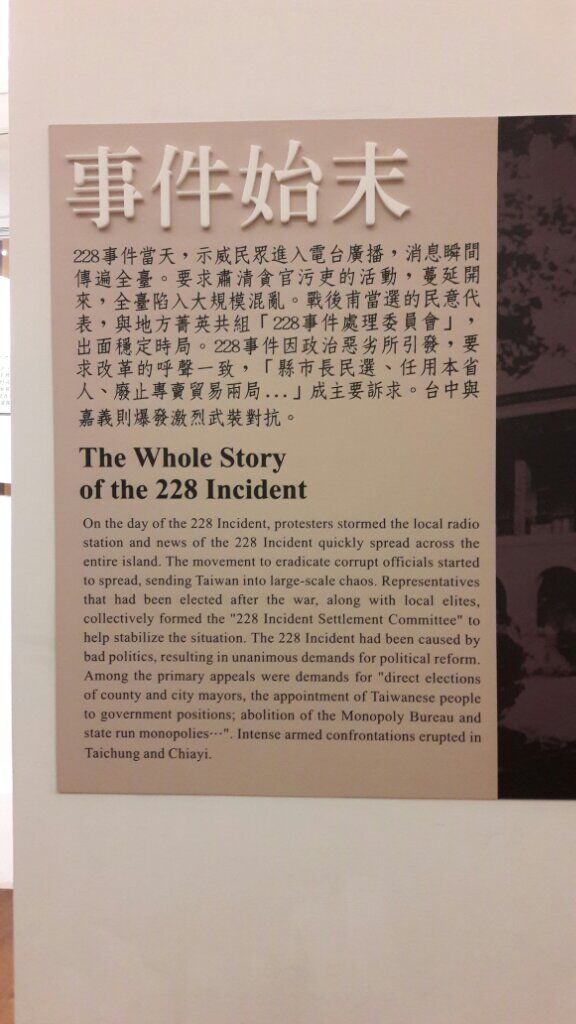 事件始末
228事件當天，示威民眾進入電台廣播，消息瞬間
傳遍全臺。要求肅清貪官污吏的活動，蔓延開
來，全臺陷入大規模混亂。戰後甫當選的民意代
表，與地方菁英共組「228事件處理委員會」，
出面穩定時局。228事件因政治惡劣所引發，要
求改革的呼聲一致，「縣市長民選、任用本省
人、廢止專賣貿易兩局...」成主要訴求。台中與
嘉義則爆發激烈武裝對抗。
The Whole Story
of the 228 Incident
On the day of the 228 Incident, protesters stormed the local radio
station and news of the 228 Incident quickly spread across the
entire island. The movement to eradicate corrupt officials started
to spread, sending Taiwan into large-scale chaos. Representatives
that had been elected after the war, along with local elites,
collectively formed the "228 Incident Settlement Committee" to
help stabilize the situation. The 228 Incident had been caused by
bad politics, resulting in unanimous demands for political reform.
Among the primary appeals were demands for "direct elections
of county and city mayors, the appointment of Taiwanese people
to government positions; abolition of the Monopoly Bureau and
state run monopolies⋯". Intense armed confrontations erupted in
Taichung and Chiayi.